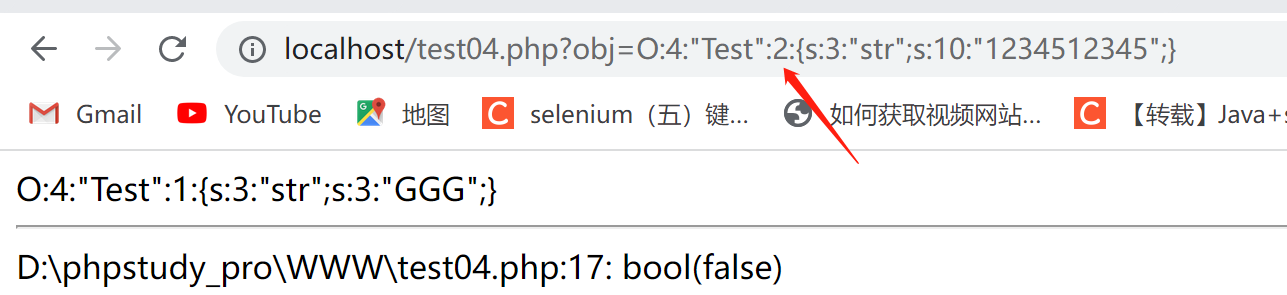 localhost/test04.php?obj=O:4:"Test":2:{s:3:"str";s:10:"1234512345";}
Gmail YouTube 地图 selenium（五）键... 如何获取视频网站... 【转载】Java+s
O:4:"Test":1:{s:3:"str";s:3:"GGG";}
D:\phpstudy_pro\WWW\test04.php:17: bool(false)